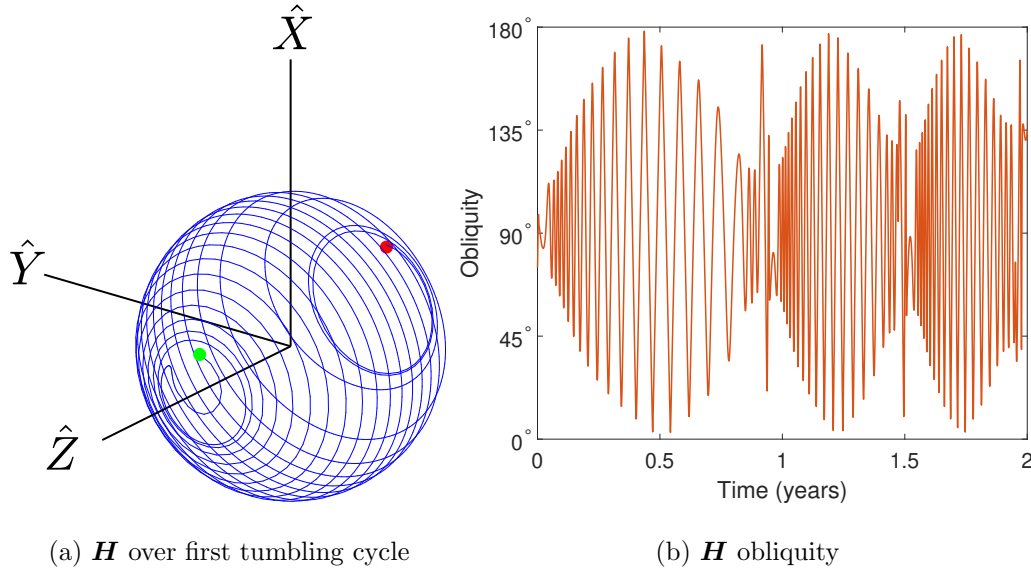 X̂
Ŷ
Ẑ
180°
135°
90°
45°
0°
Obliquity
0 0.5 1 1.5 2
Time (years)
(a) H over first tumbling cycle
(b) H obliquity